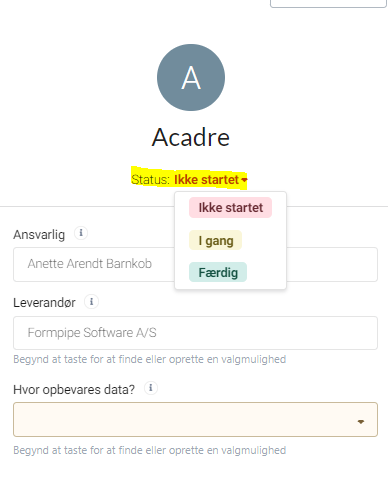 A
Acadre
Status: Ikke startet
Ikke startet
I gang
Færdig
Ansvarlig i
Anette Arendt Barnkob
Leverandør i
Formpipe Software A/S
Begynd at taste for at finde eller oprette en valgmulighed
Hvor opbevares data? i
Begynd at taste for at finde eller oprette en valgmulighed